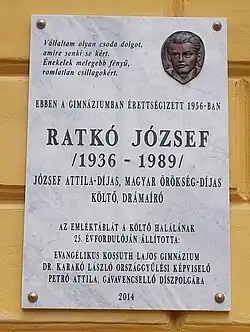 Vállaltam olyan csoda dolgot,
amire senki se kért.
Énekelek melegebb fényű,
romlatlan csillagokért.
EBBEN A GIMNÁZIUMBAN ÉRETTSÉGIZETT 1956-BAN
RATKÓ JÓZSEF
/1936 - 1989/
JÓZSEF ATTILA-DÍJAS, MAGYAR ÖRÖKSÉG-DÍJAS
KÖLTŐ, DRÁMAÍRÓ
AZ EMLÉKTÁBLÁT A KÖLTŐ HALÁLÁNAK
25. ÉVFORDULÓJÁN ÁLLÍTOTTA:
EVANGÉLIKUS KOSSUTH LAJOS GIMNÁZIUM
DR. KARAKÓ LÁSZLÓ ORSZÁGGYŰLÉSI KÉPVISELŐ
PETRÓ ATTILA, GÁVAVENCSELLŐ DÍSZPOLGÁRA
2014